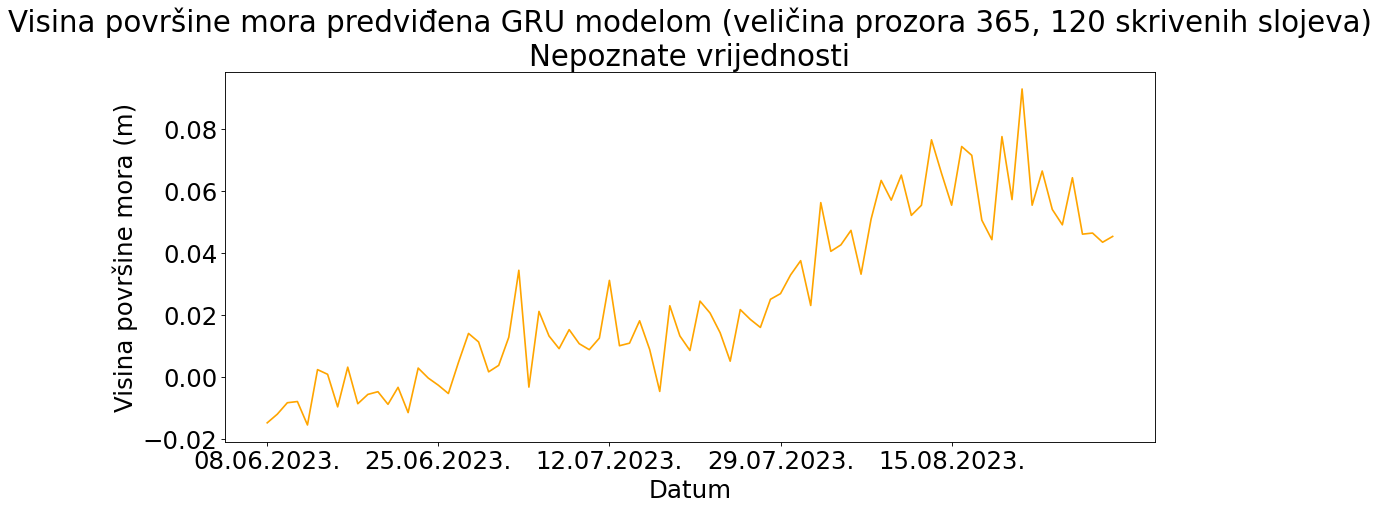 Visina površine mora predviđena GRU modelom (veličina prozora 365, 120 skrivenih slojeva)
Nepoznate vrijednosti
Visina površine mora (m)
0.08
0.06
0.04
0.02
0.00
−0.02
08.06.2023. 25.06.2023. 12.07.2023. 29.07.2023. 15.08.2023.
Datum